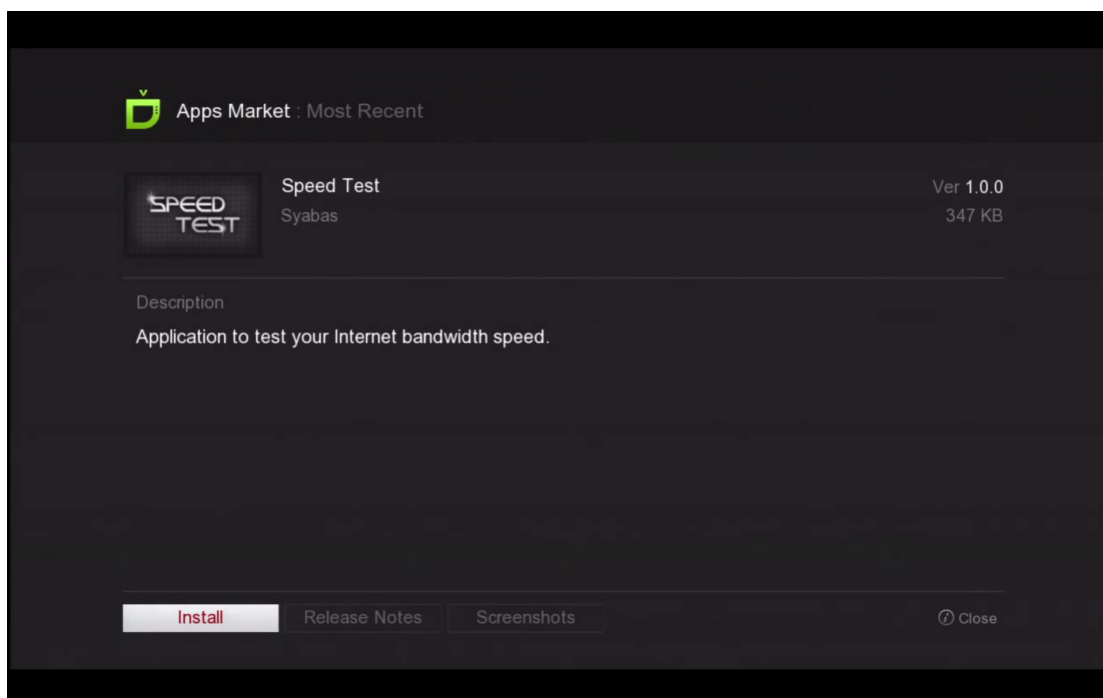 Apps Market : Most Recent
SPEED
TEST
Speed Test
Ver 1.0.0
Syabas
347 KB
Description
Application to test your Internet bandwidth speed.
Install
Release Notes
Screenshots
i Close